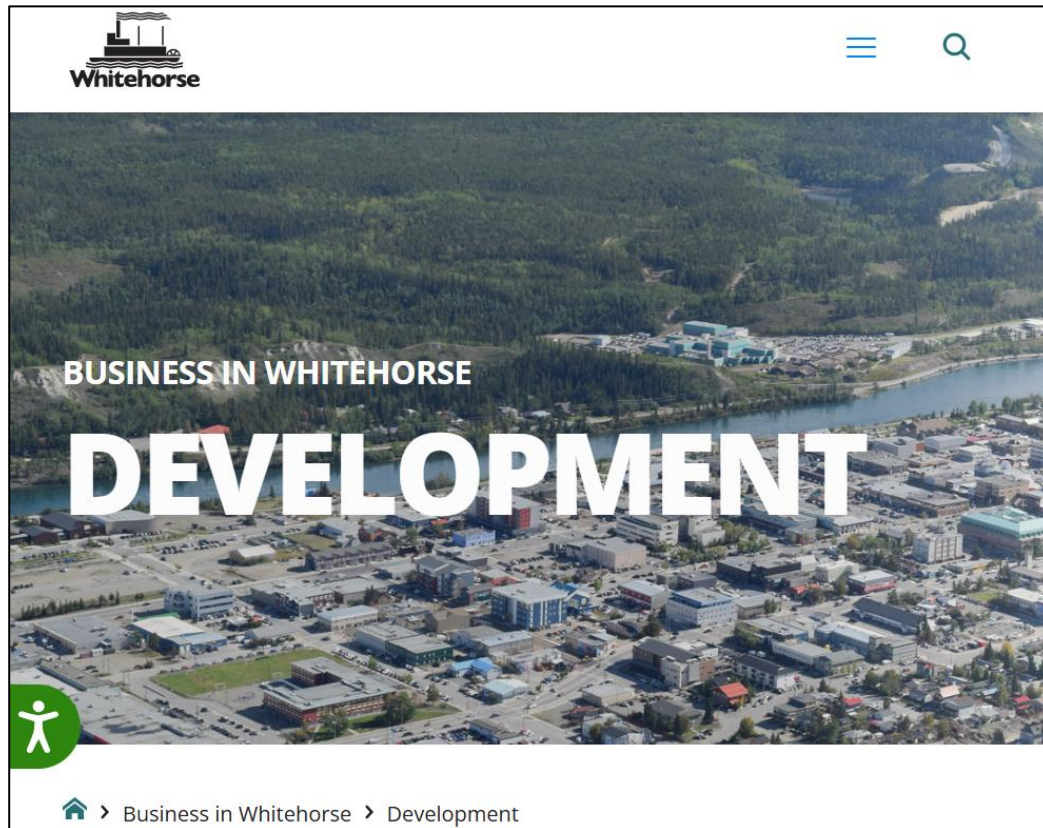 Whitehorse
BUSINESS IN WHITEHORSE
DEVELOPMENT
Business in Whitehorse > Development